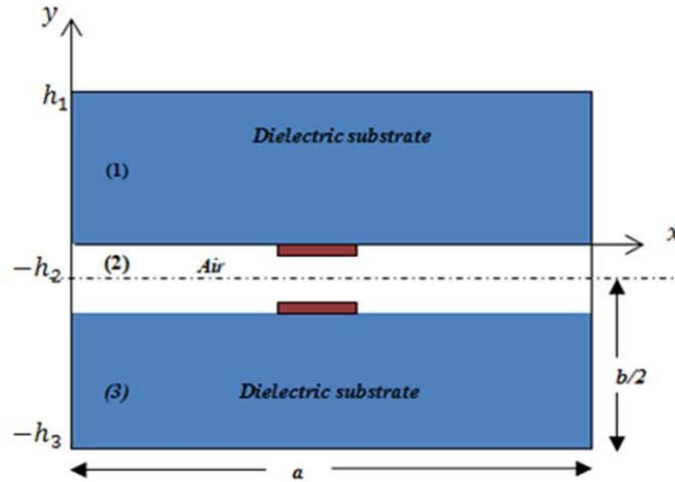 y
h₁
Dielectric substrate
(1)
x
(2) Air
−h₂
b/2
(3) Dielectric substrate
−h₃
a